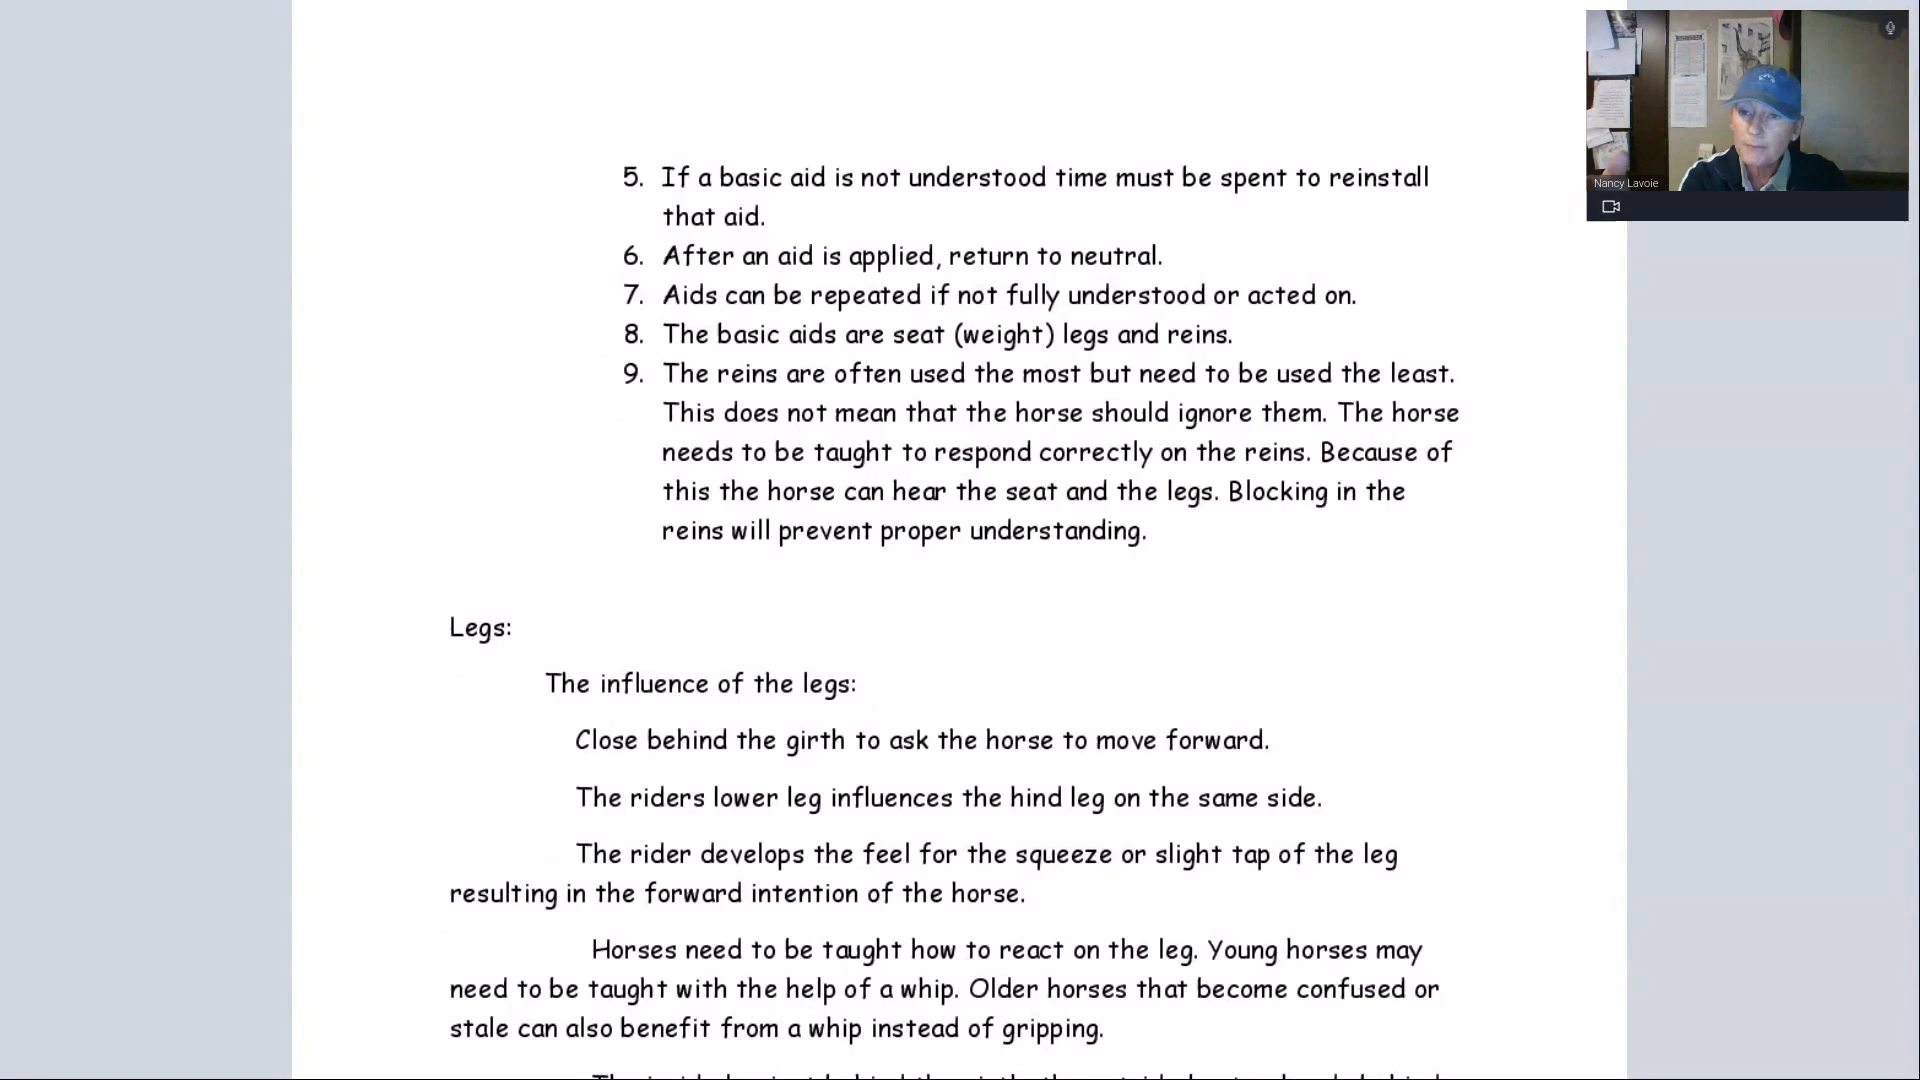 5. If a basic aid is not understood time must be spent to reinstall
that aid.
6. After an aid is applied, return to neutral.
7. Aids can be repeated if not fully understood or acted on.
8. The basic aids are seat (weight) legs and reins.
9. The reins are often used the most but need to be used the least.
This does not mean that the horse should ignore them. The horse
needs to be taught to respond correctly on the reins. Because of
this the horse can hear the seat and the legs. Blocking in the
reins will prevent proper understanding.
Legs:
The influence of the legs:
Close behind the girth to ask the horse to move forward.
The riders lower leg influences the hind leg on the same side.
The rider develops the feel for the squeeze or slight tap of the leg
resulting in the forward intention of the horse.
Horses need to be taught how to react on the leg. Young horses may
need to be taught with the help of a whip. Older horses that become confused or
stale can also benefit from a whip instead of gripping.
Nancy Lavoie